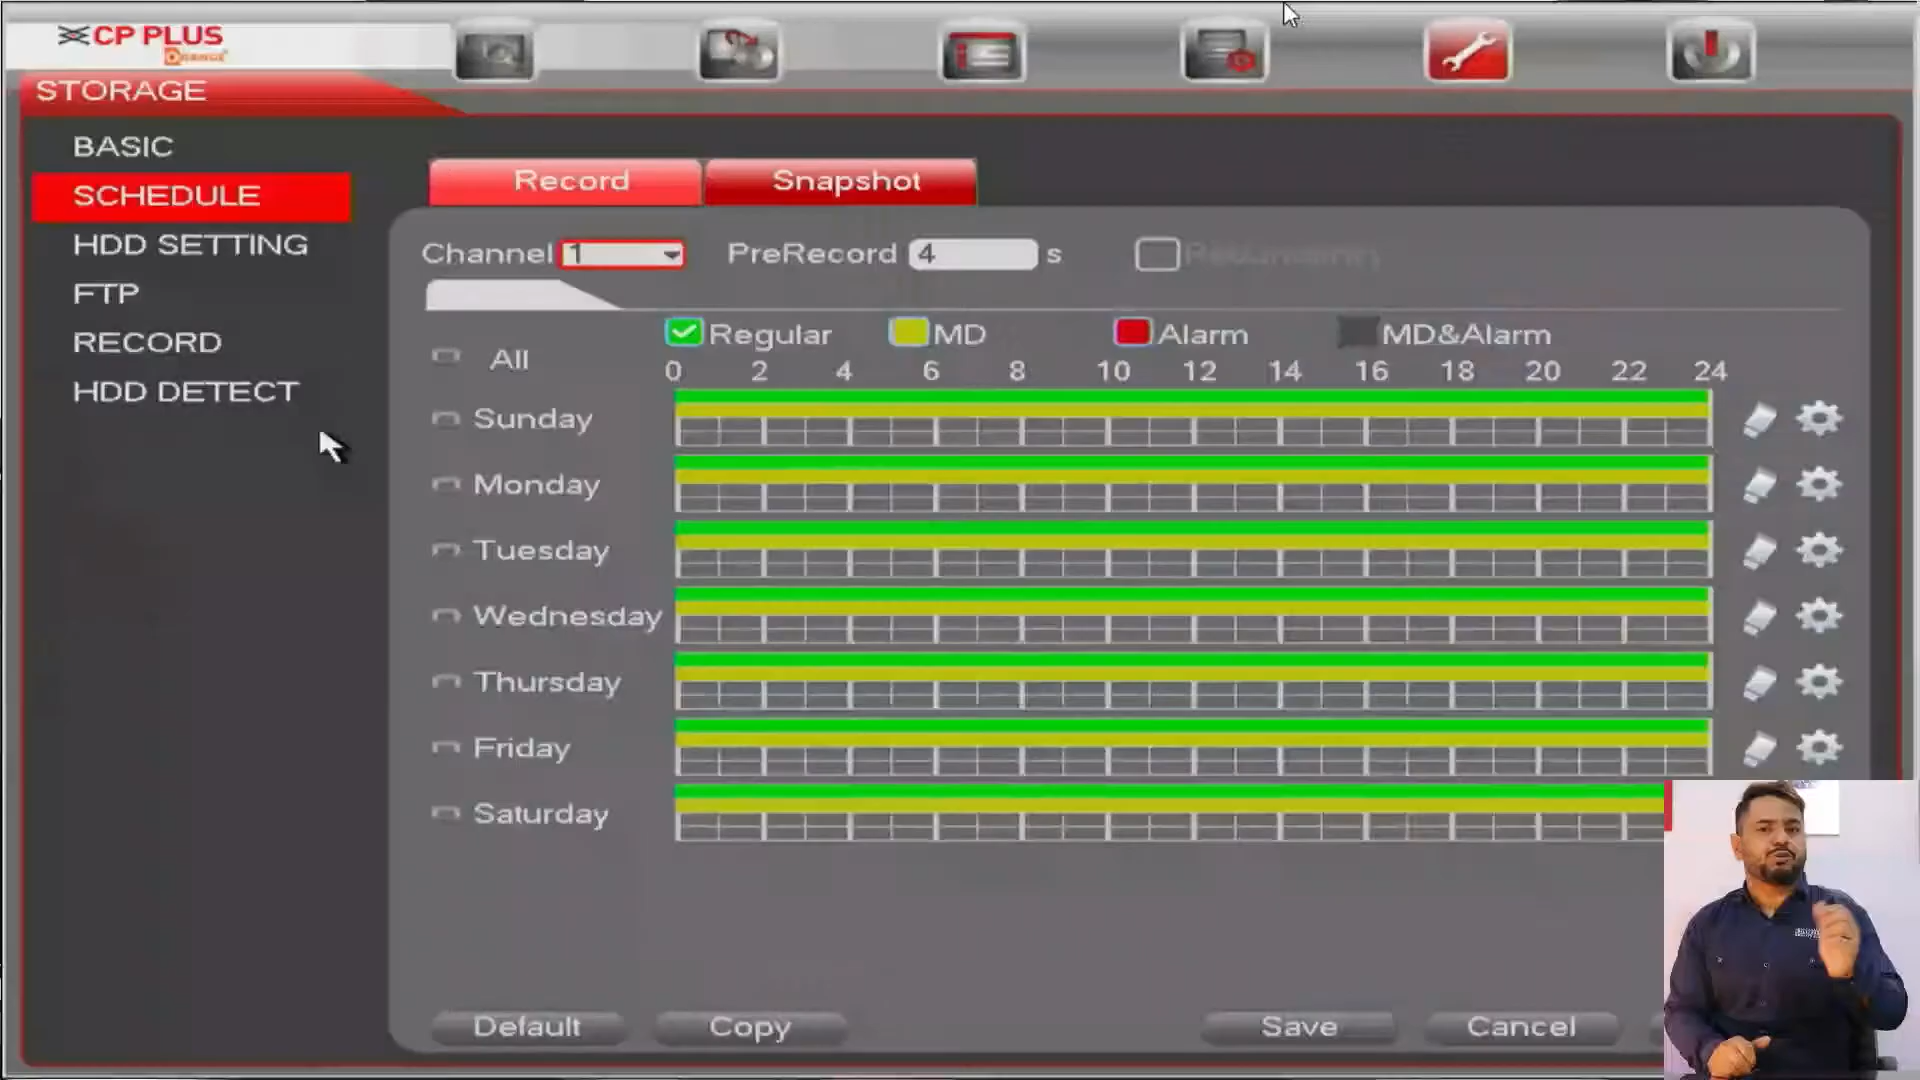 CP PLUS
ORANGE
STORAGE
BASIC
SCHEDULE
HDD SETTING
FTP
RECORD
HDD DETECT
Record Snapshot
Channel 1 PreRecord 4 s
Regular MD Alarm MD&Alarm
All
0 2 4 6 8 10 12 14 16 18 20 22 24
Sunday
Monday
Tuesday
Wednesday
Thursday
Friday
Saturday
Default Copy Save Cancel